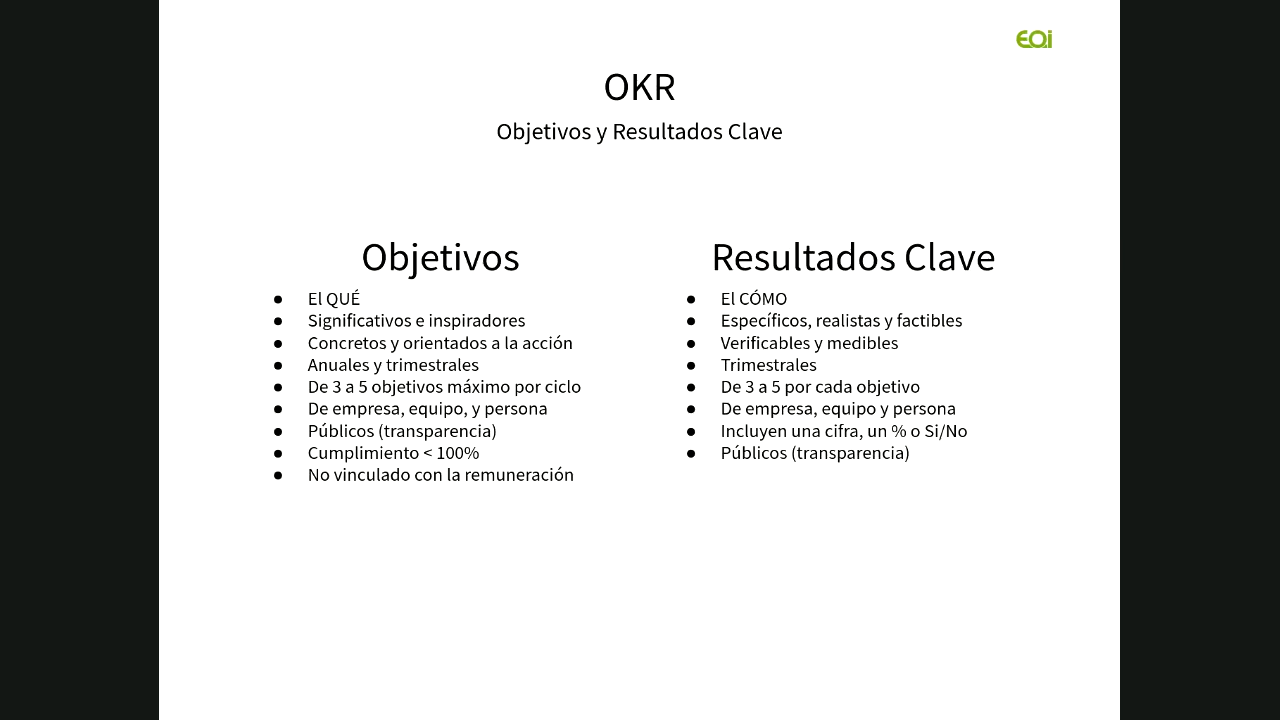 EOi
OKR
Objetivos y Resultados Clave
Objetivos
El QUÉ
Significativos e inspiradores
Concretos y orientados a la acción
Anuales y trimestrales
De 3 a 5 objetivos máximo por ciclo
De empresa, equipo, y persona
Públicos (transparencia)
Cumplimiento < 100%
No vinculado con la remuneración
Resultados Clave
El CÓMO
Específicos, realistas y factibles
Verificables y medibles
Trimestrales
De 3 a 5 por cada objetivo
De empresa, equipo y persona
Incluyen una cifra, un % o Si/No
Públicos (transparencia)